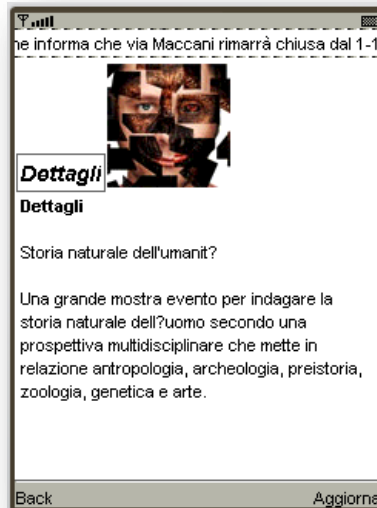 ne informa che via Maccani rimarrà chiusa dal 1-1
Dettagli
Dettagli
Storia naturale dell'umanit?
Una grande mostra evento per indagare la
storia naturale dell?uomo secondo una
prospettiva multidisciplinare che mette in
relazione antropologia, archeologia, preistoria,
zoologia, genetica e arte.
Back
Aggiorna